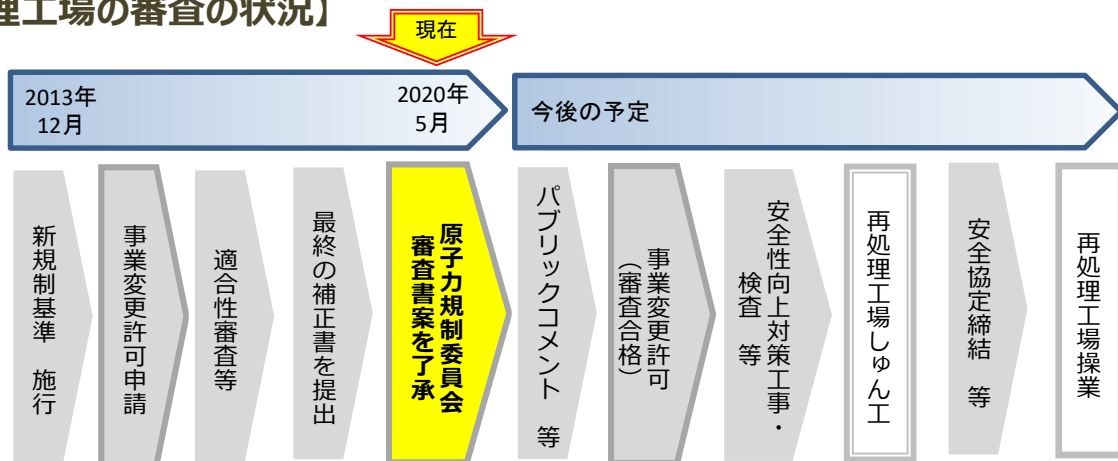 理工場の審査の状況】
現在
2013年
12月
2020年
5月
今後の予定
新規制基準 施行
事業変更許可申請
適合性審査等
最終の補正書を提出
原子力規制委員会
審査書案を了承
パブリックコメント 等
事業変更許可
（審査合格）
安全性向上対策工事・
検査 等
再処理工場しゅん工
安全協定締結 等
再処理工場操業